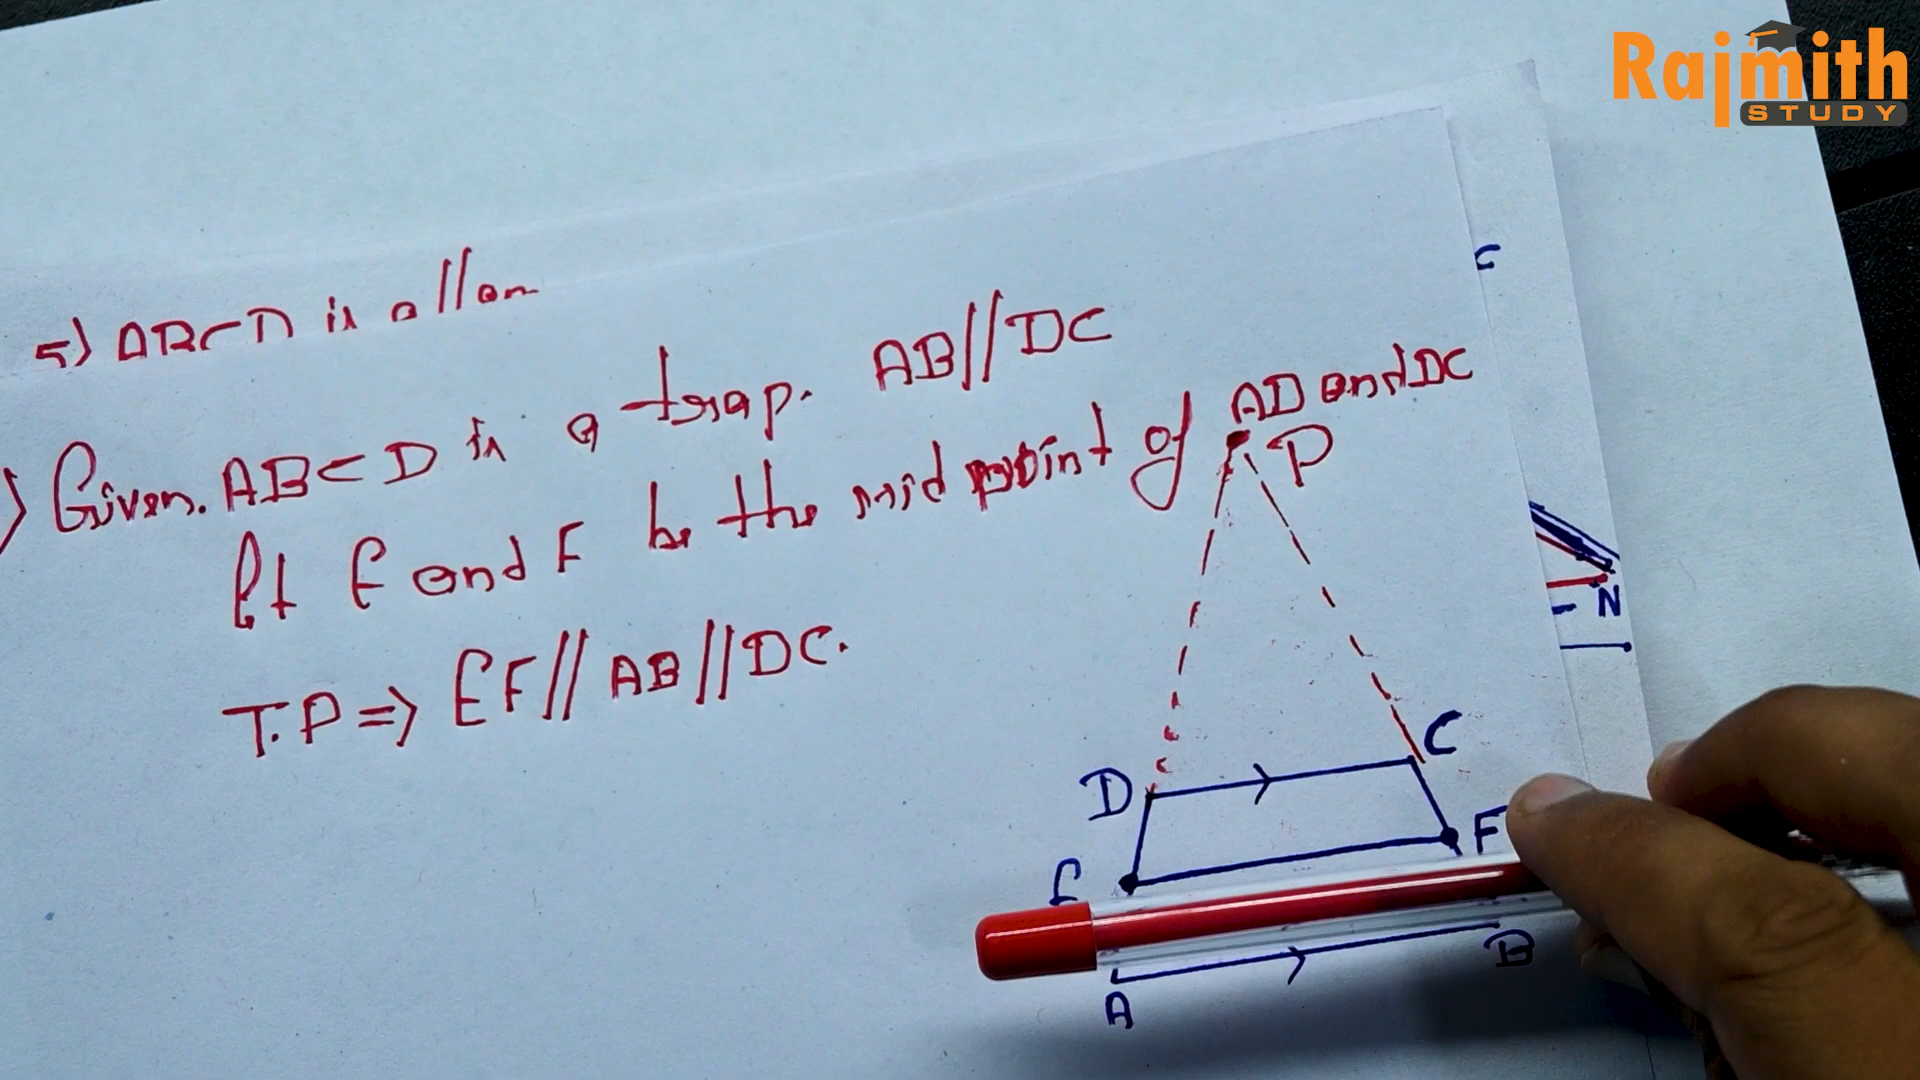 Rajmith
STUDY
C
5) ABCD is a //am
Given. ABCD is a trap. AB//DC
let E and F be the mid point of AD and DC
T.P => EF//AB//DC.
P
N
C
D
F
E
B
A